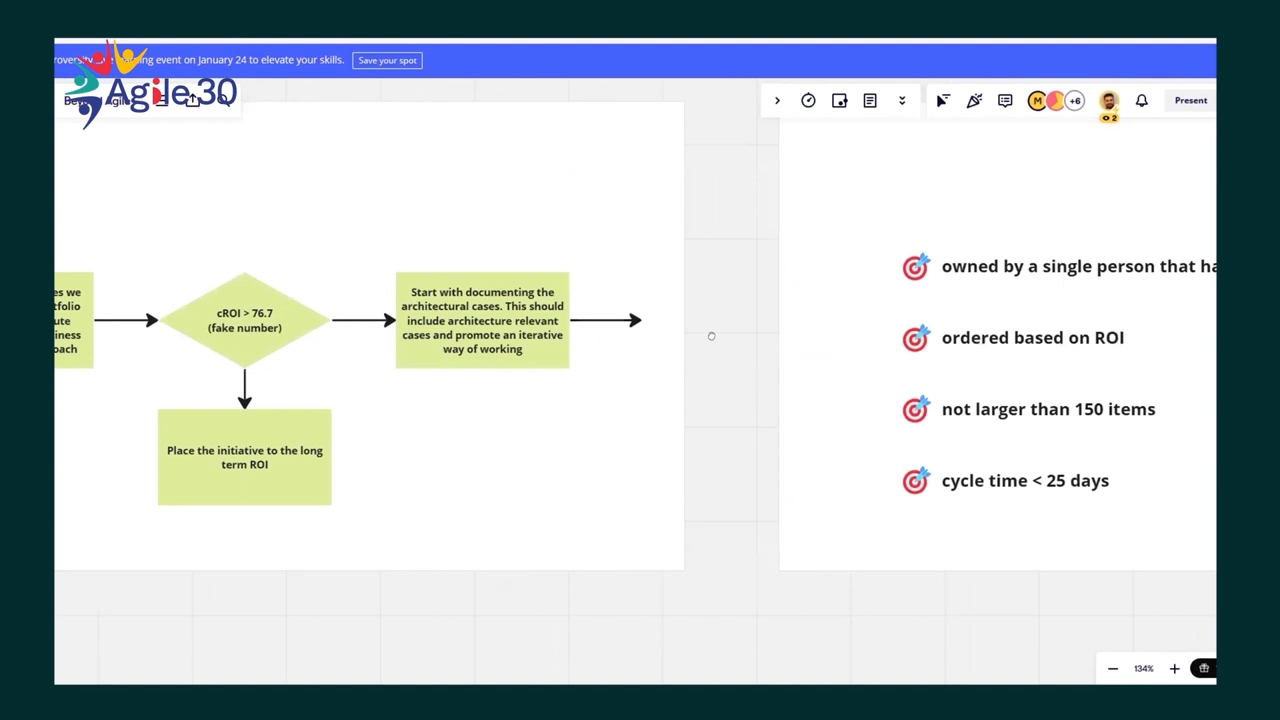 event on January 24 to elevate your skills.
Save your spot
Agile30
+6
2
Present
es we
tfolio
ute
iness
oach
cROI > 76.7
(fake number)
Start with documenting the
architectural cases. This should
include architecture relevant
cases and promote an iterative
way of working
Place the initiative to the long
term ROI
owned by a single person that ha
ordered based on ROI
not larger than 150 items
cycle time < 25 days
M
134%